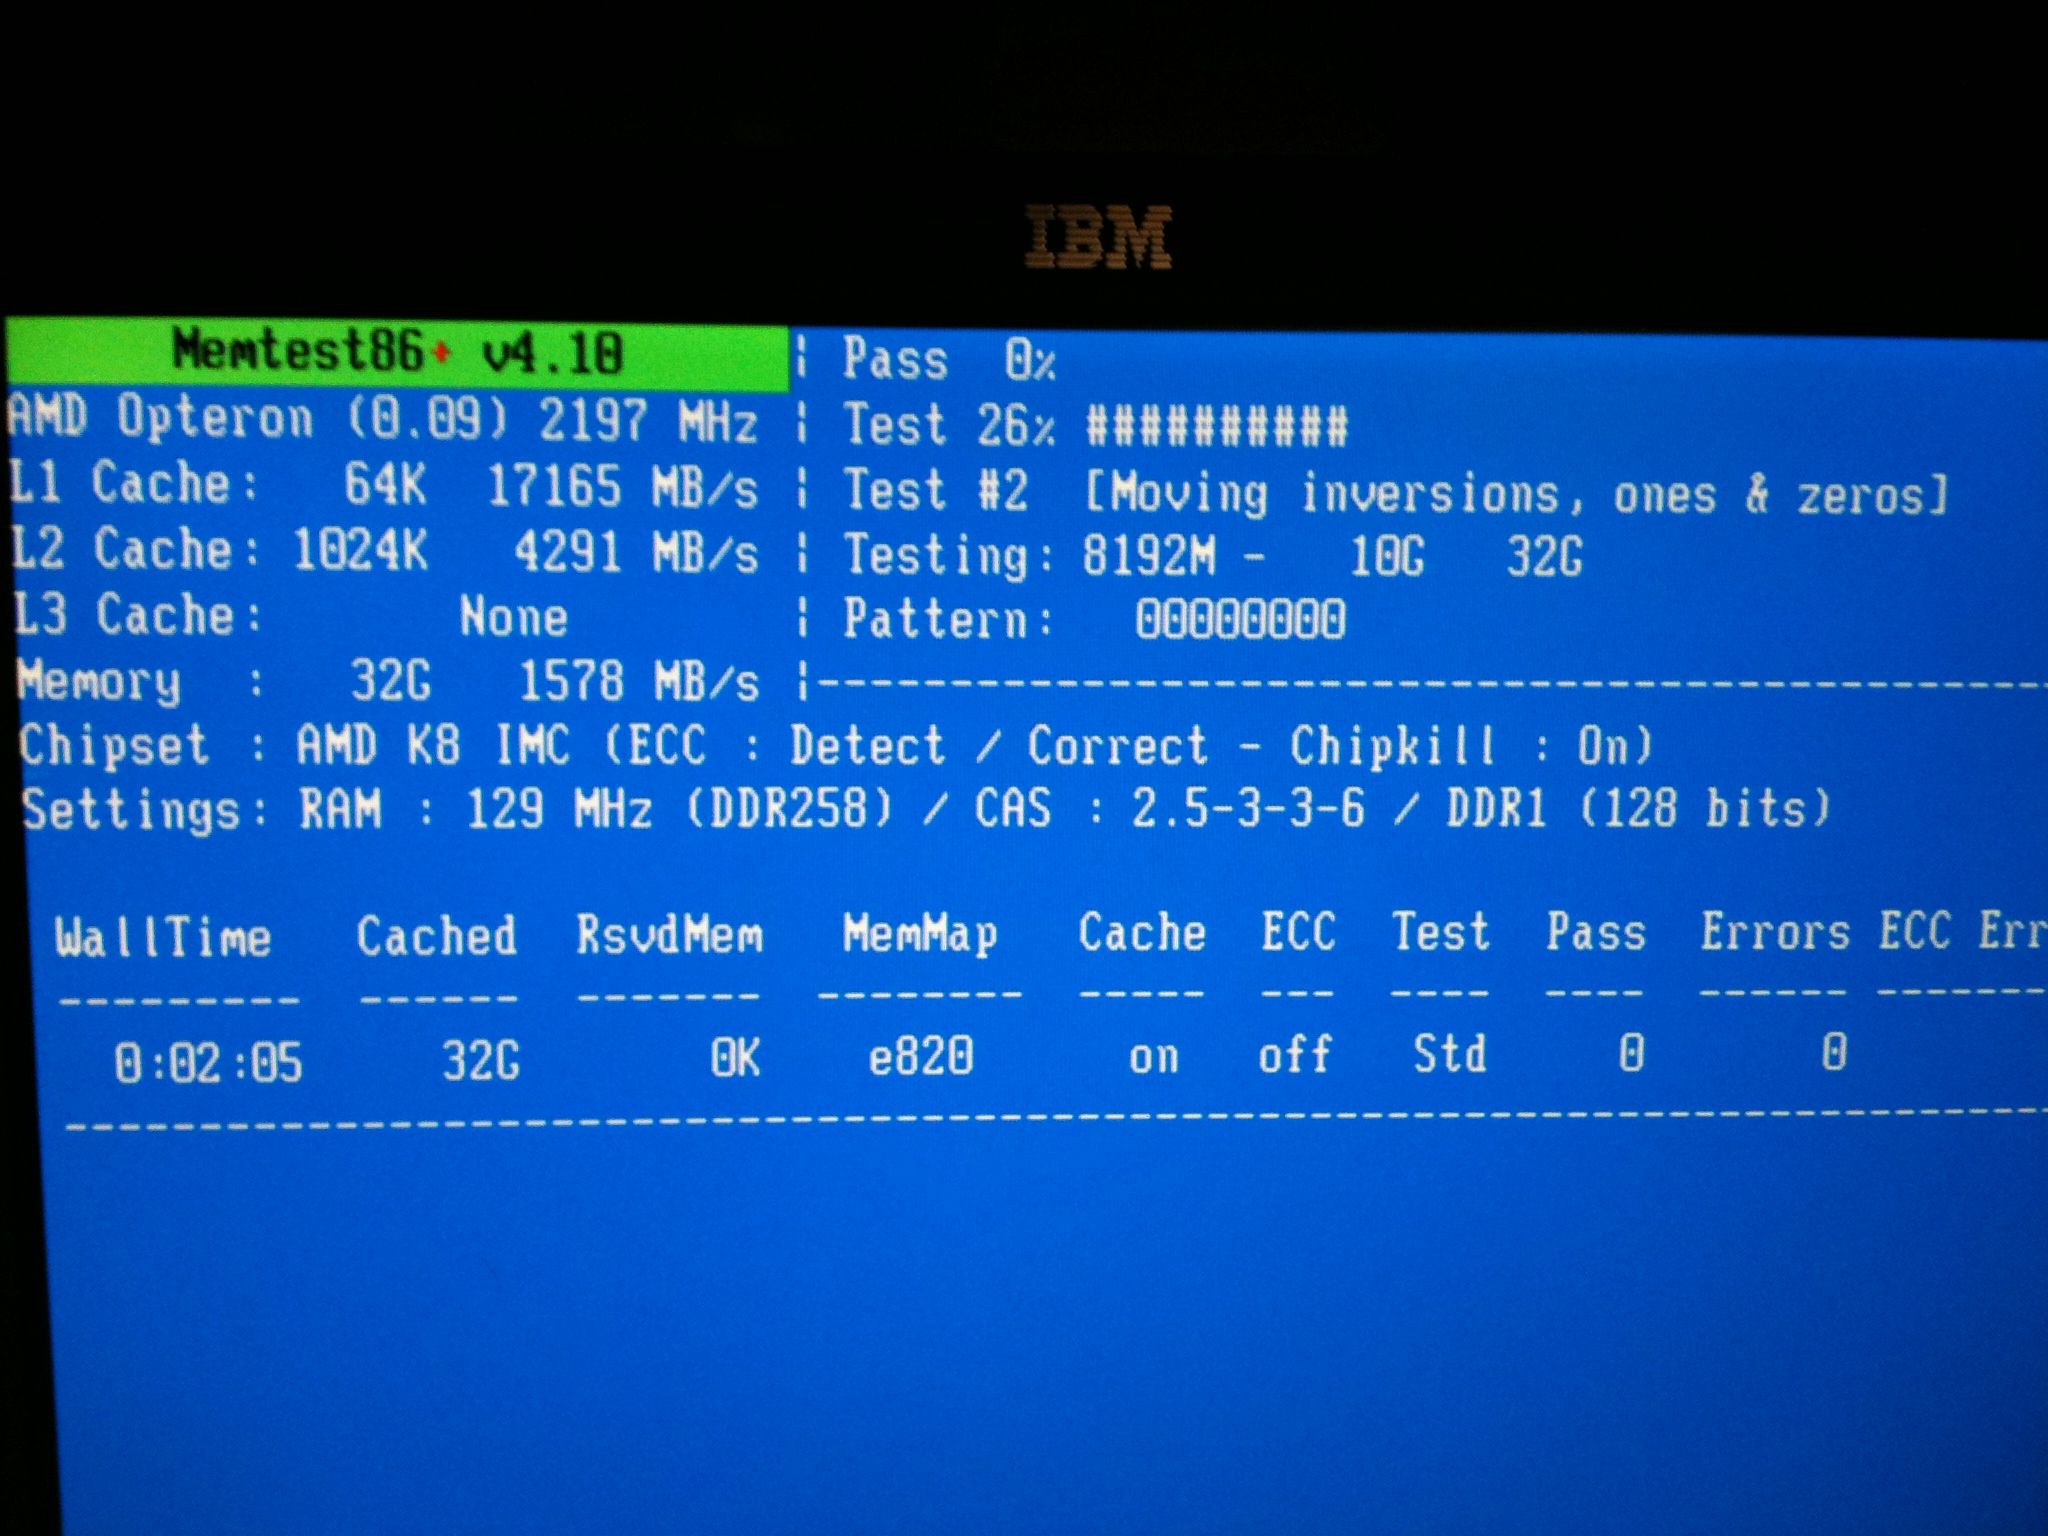 IBM
Memtest86+ v4.10 | Pass 0%
AMD Opteron (0.09) 2197 MHz | Test 26% ##########
L1 Cache: 64K 17165 MB/s | Test #2 [Moving inversions, ones & zeros]
L2 Cache: 1024K 4291 MB/s | Testing: 8192M - 10G 32G
L3 Cache: None | Pattern: 00000000
Memory : 32G 1578 MB/s |----------------------------------------------
Chipset : AMD K8 IMC (ECC : Detect / Correct - Chipkill : On)
Settings: RAM : 129 MHz (DDR258) / CAS : 2.5-3-3-6 / DDR1 (128 bits)
WallTime Cached RsvdMem MemMap Cache ECC Test Pass Errors ECC Err
--------- ------ ------- -------- ----- --- ---- ---- ------ -------
0:02:05 32G 0K e820 on off Std 0 0
--------------------------------------------------------------------------